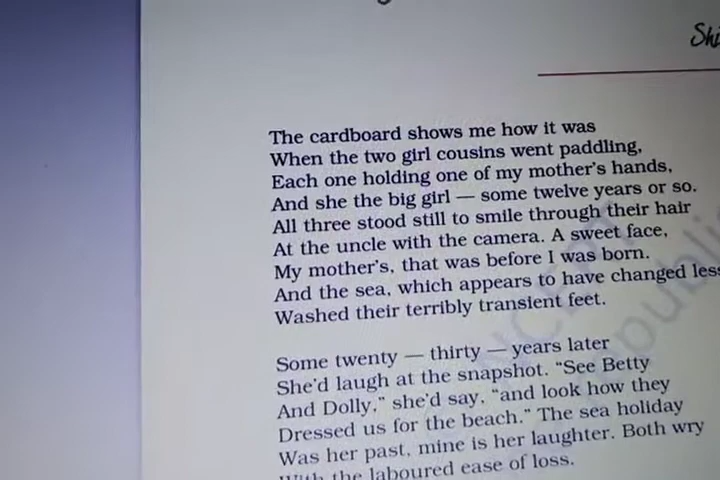 Shi
The cardboard shows me how it was
When the two girl cousins went paddling,
Each one holding one of my mother's hands,
And she the big girl — some twelve years or so.
All three stood still to smile through their hair
At the uncle with the camera. A sweet face,
My mother's, that was before I was born.
And the sea, which appears to have changed less
Washed their terribly transient feet.
Some twenty — thirty — years later
She'd laugh at the snapshot. "See Betty
And Dolly," she'd say, "and look how they
Dressed us for the beach." The sea holiday
Was her past, mine is her laughter. Both wry
With the laboured ease of loss.